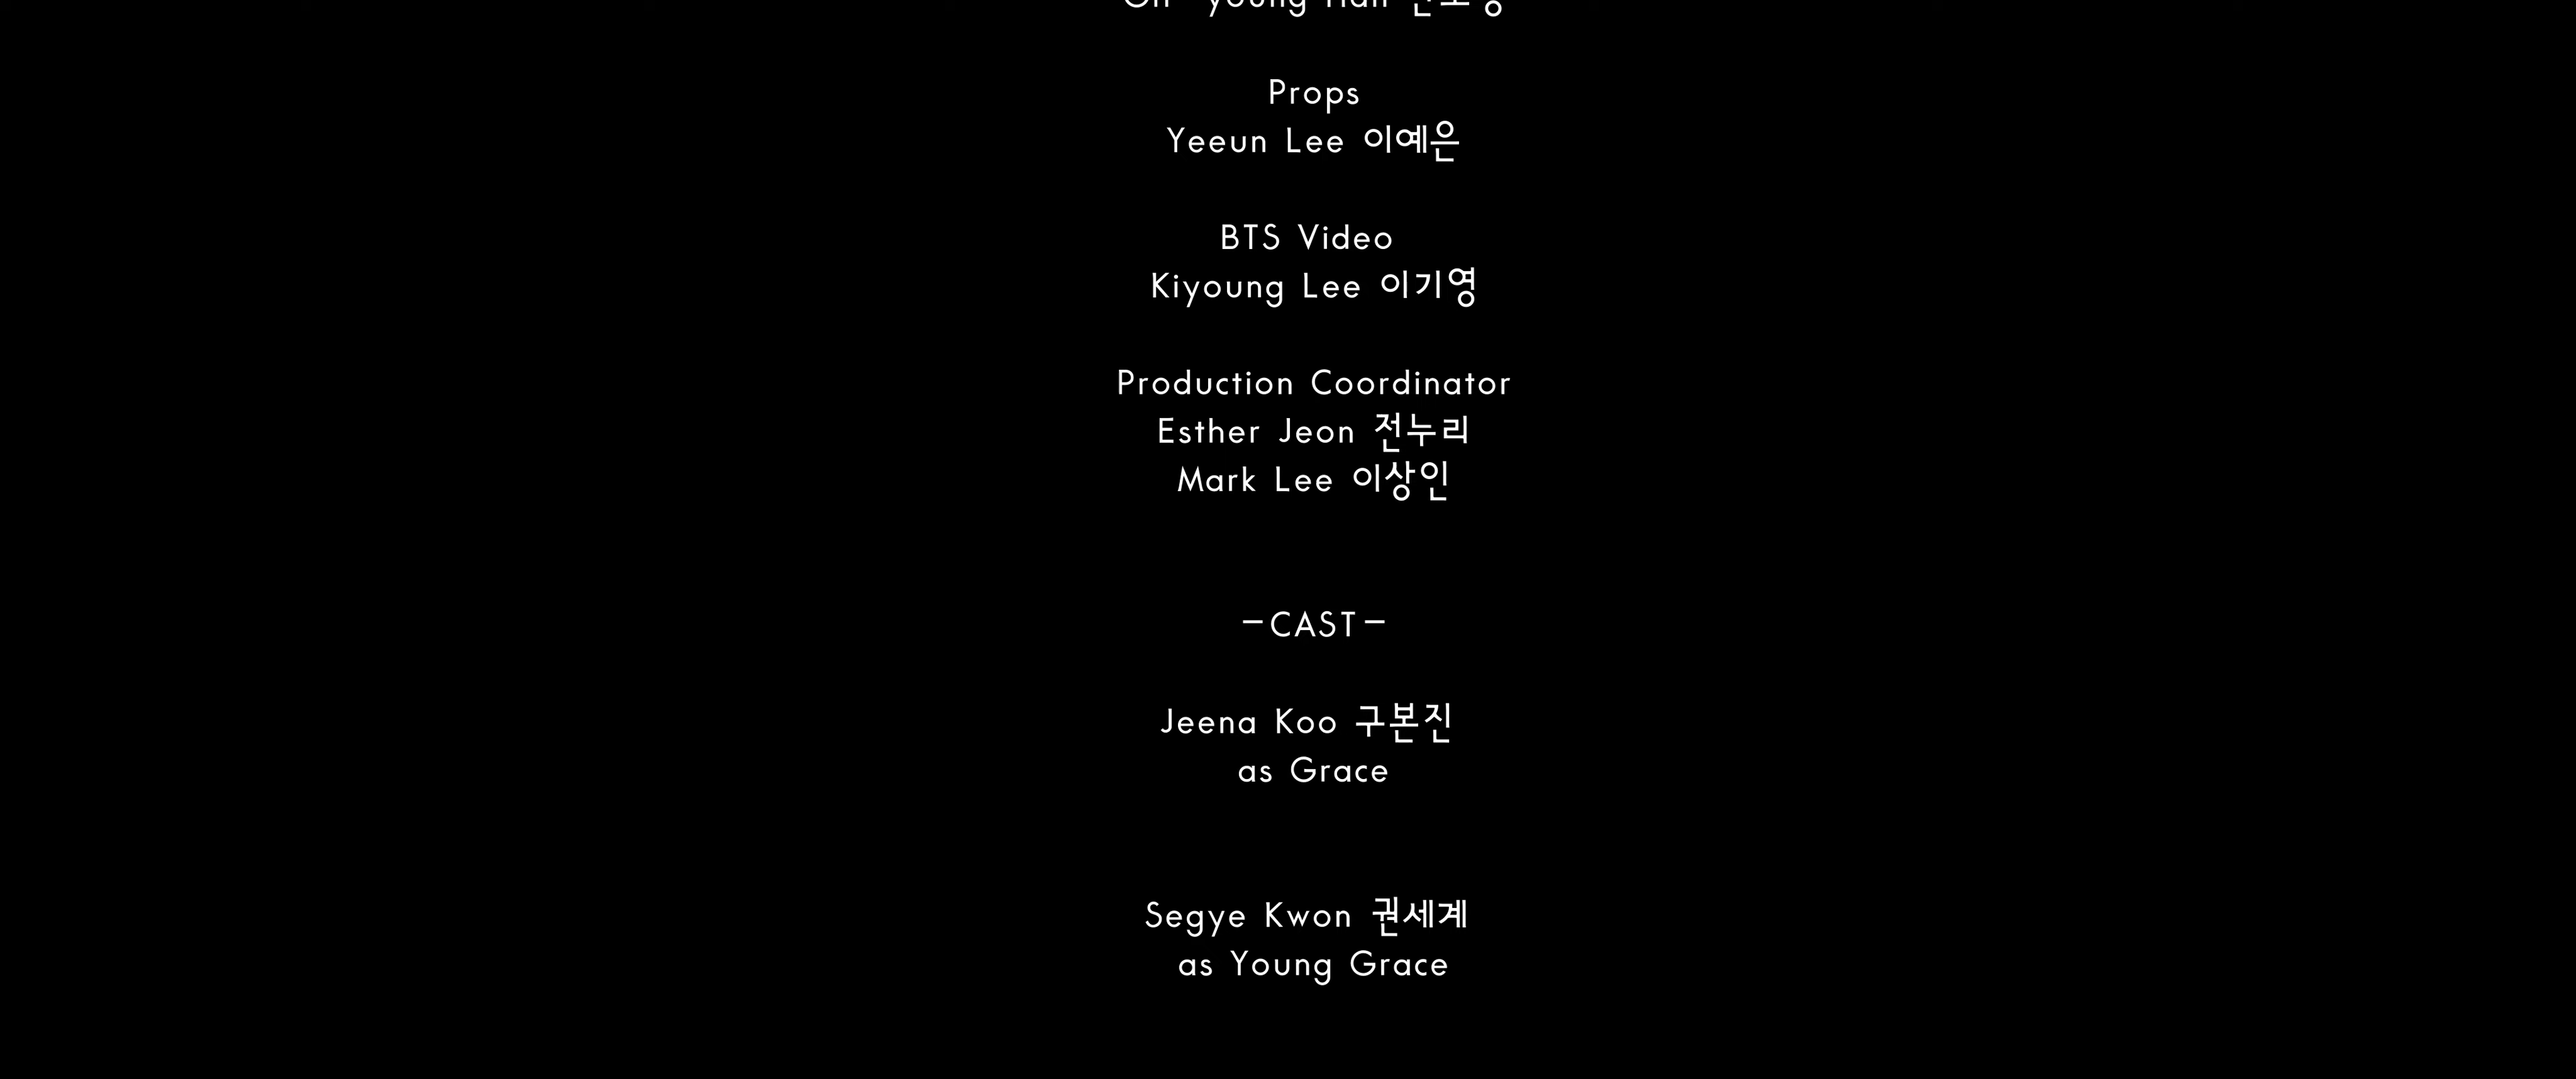 Props
Yeeun Lee 이예은
BTS Video
Kiyoung Lee 이기영
Production Coordinator
Esther Jeon 전누리
Mark Lee 이상인
-CAST-
Jeena Koo 구본진
as Grace
Segye Kwon 권세계
as Young Grace